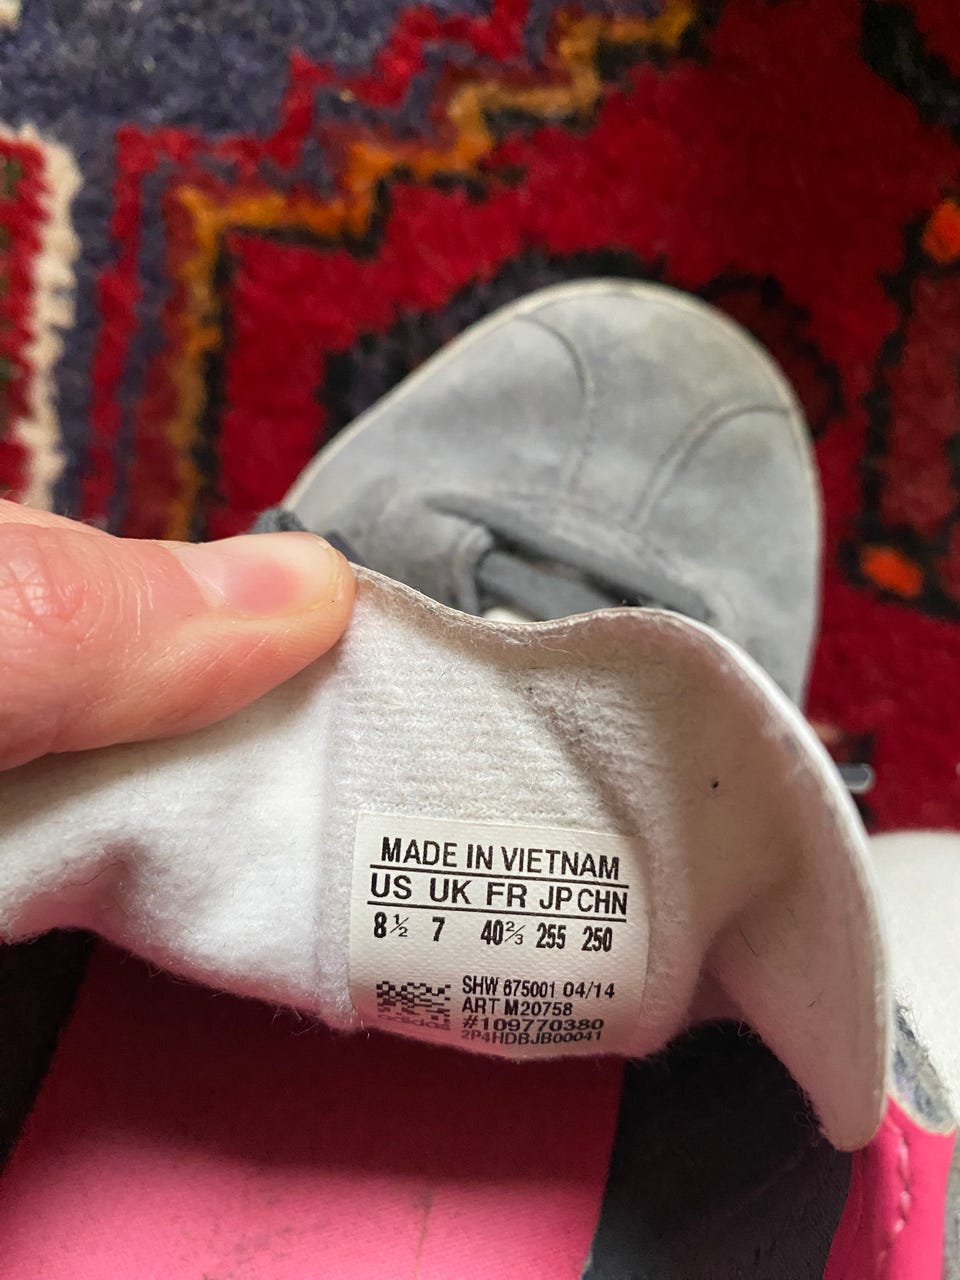 MADE IN VIETNAM
US UK FR JP CHN
8½ 7 40⅔ 255 250
SHW 675001 04/14
ART M20758
#109770380
2P4HDBJB00041
adidas